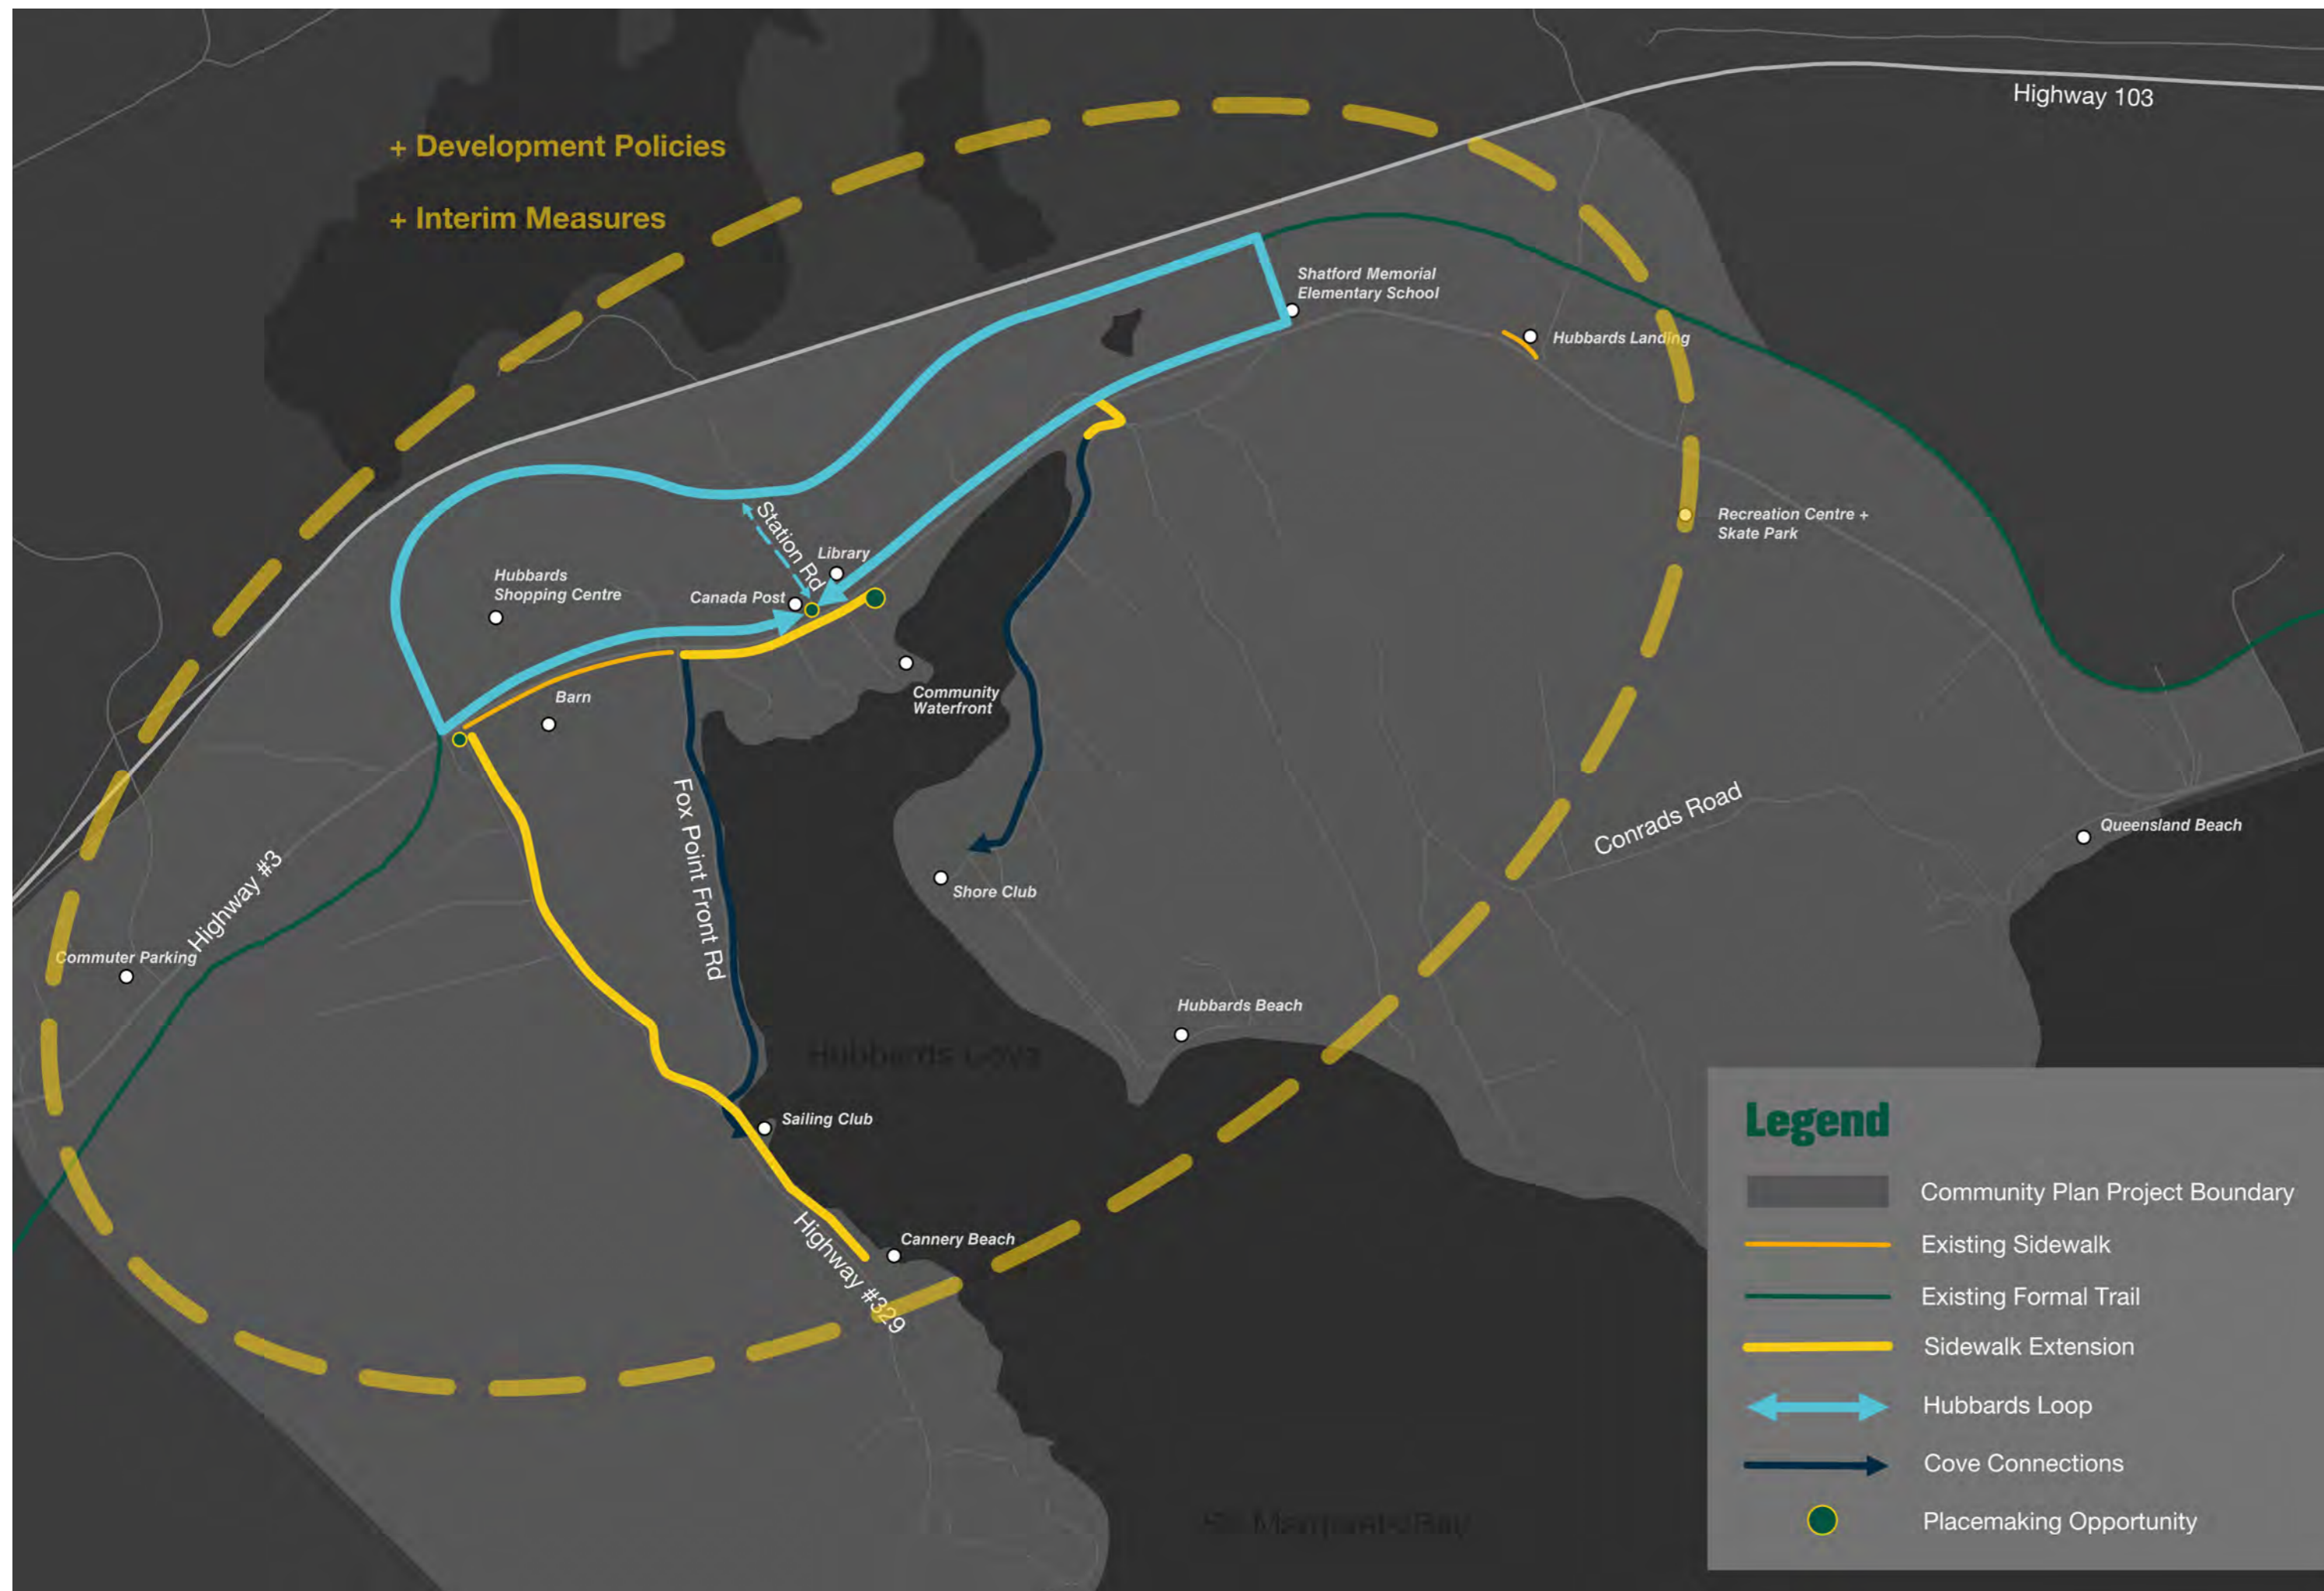 Highway 103
+ Development Policies
+ Interim Measures
Shatford Memorial
Elementary School
Hubbards Landing
Station Rd
Library
Recreation Centre +
Skate Park
Hubbards
Shopping Centre
Canada Post
Community
Waterfront
Barn
Fox Point Front Rd
Conrads Road
Queensland Beach
Highway #3
Shore Club
Commuter Parking
Hubbards Beach
Hubbards Cove
Sailing Club
Highway #329
Cannery Beach
Legend
Community Plan Project Boundary
Existing Sidewalk
Existing Formal Trail
Sidewalk Extension
Hubbards Loop
Cove Connections
Placemaking Opportunity